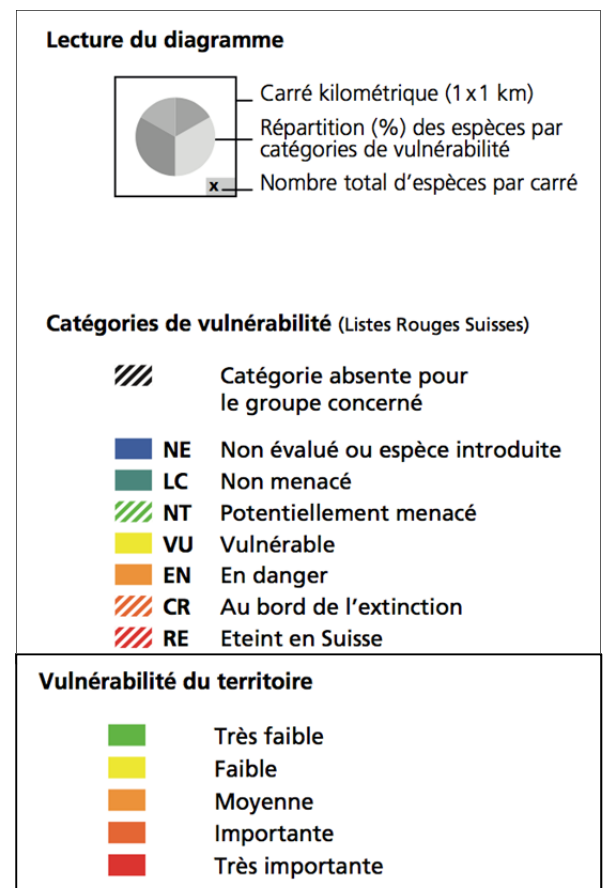 Lecture du diagramme
Carré kilométrique (1x1 km)
Répartition (%) des espèces par
catégories de vulnérabilité
x
Nombre total d'espèces par carré
Catégories de vulnérabilité (Listes Rouges Suisses)
Catégorie absente pour
le groupe concerné
NE Non évalué ou espèce introduite
LC Non menacé
NT Potentiellement menacé
VU Vulnérable
EN En danger
CR Au bord de l'extinction
RE Eteint en Suisse
Vulnérabilité du territoire
Très faible
Faible
Moyenne
Importante
Très importante